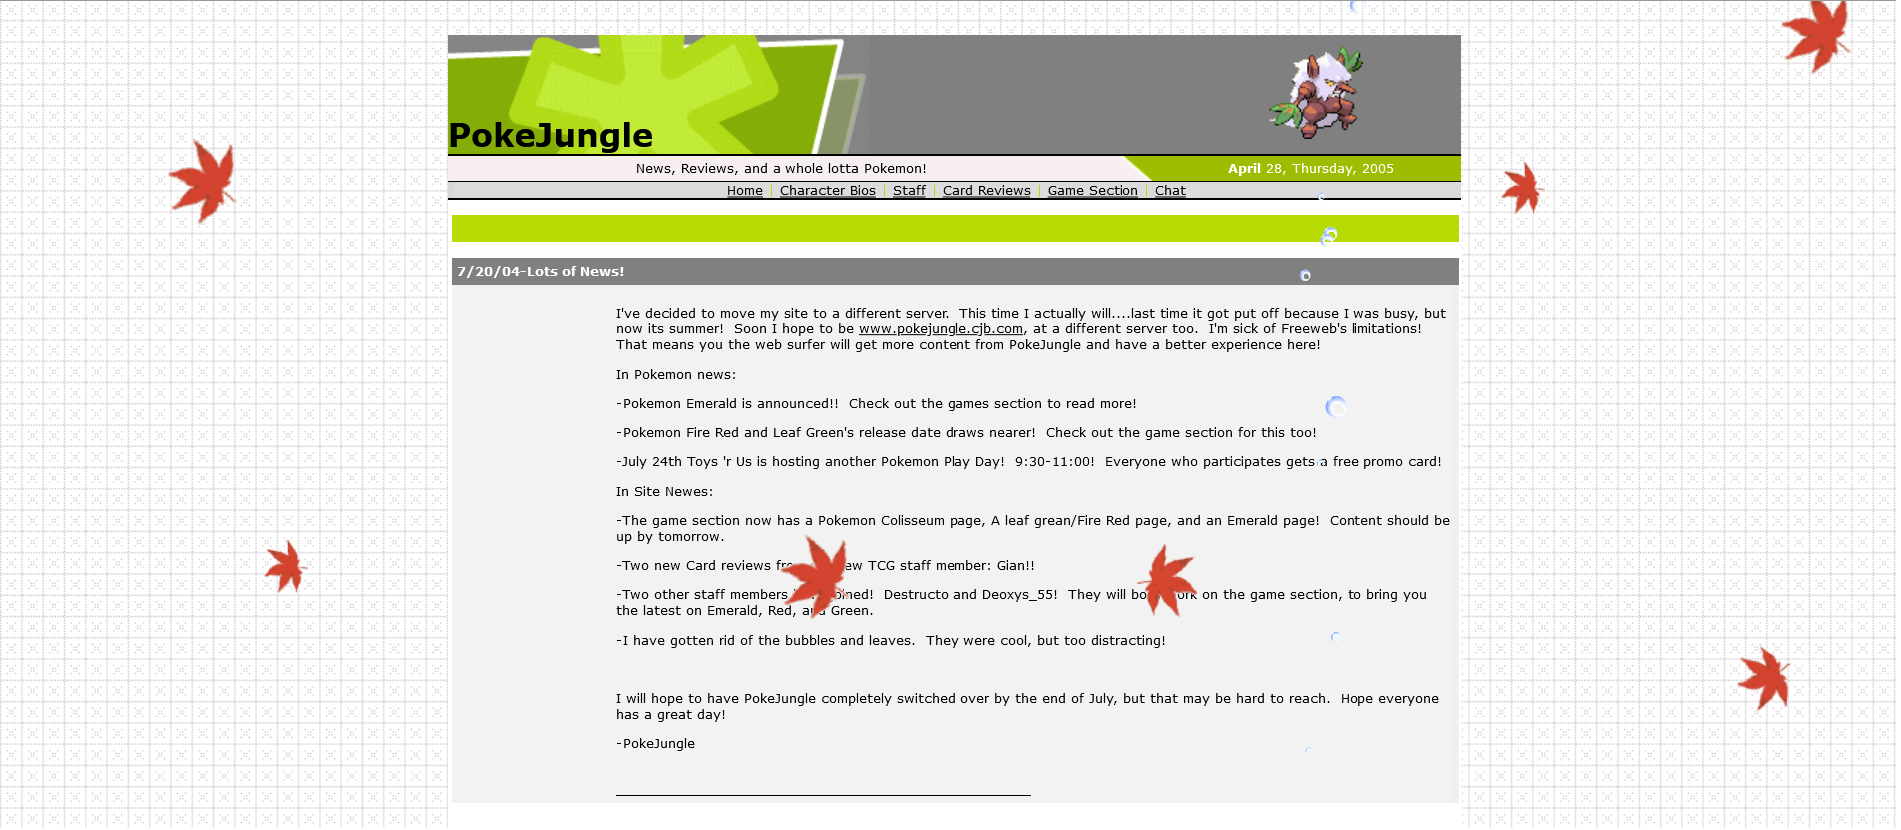 PokeJungle
News, Reviews, and a whole lotta Pokemon!
April 28, Thursday, 2005
Home | Character Bios | Staff | Card Reviews | Game Section | Chat
7/20/04-Lots of News!
I've decided to move my site to a different server.  This time I actually will....last time it got put off because I was busy, but
now its summer!  Soon I hope to be www.pokejungle.cjb.com, at a different server too.  I'm sick of Freeweb's limitations!
That means you the web surfer will get more content from PokeJungle and have a better experience here!
In Pokemon news:
-Pokemon Emerald is announced!!  Check out the games section to read more!
-Pokemon Fire Red and Leaf Green's release date draws nearer!  Check out the game section for this too!
-July 24th Toys 'r Us is hosting another Pokemon Play Day!  9:30-11:00!  Everyone who participates gets a free promo card!
In Site Newes:
-The game section now has a Pokemon Colisseum page, A leaf grean/Fire Red page, and an Emerald page!  Content should be
up by tomorrow.
-Two new Card reviews TCG staff member: Gian!!
-Two other staff members Destructo and Deoxys_55!  They will on the game section, to bring you
the latest on Emerald, Red, and Green.
-I have gotten rid of the bubbles and leaves.  They were cool, but too distracting!
I will hope to have PokeJungle completely switched over by the end of July, but that may be hard to reach.  Hope everyone
has a great day!
-PokeJungle